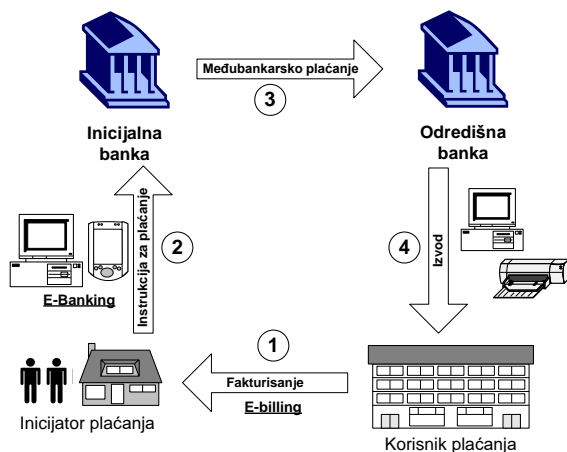 Međubankarsko plaćanje
3
Inicijalna
banka
Odredišna
banka
Instrukcija za plaćanje
2
4
Izvod
E-Banking
1
Fakturisanje
E-billing
Inicijator plaćanja
Korisnik plaćanja